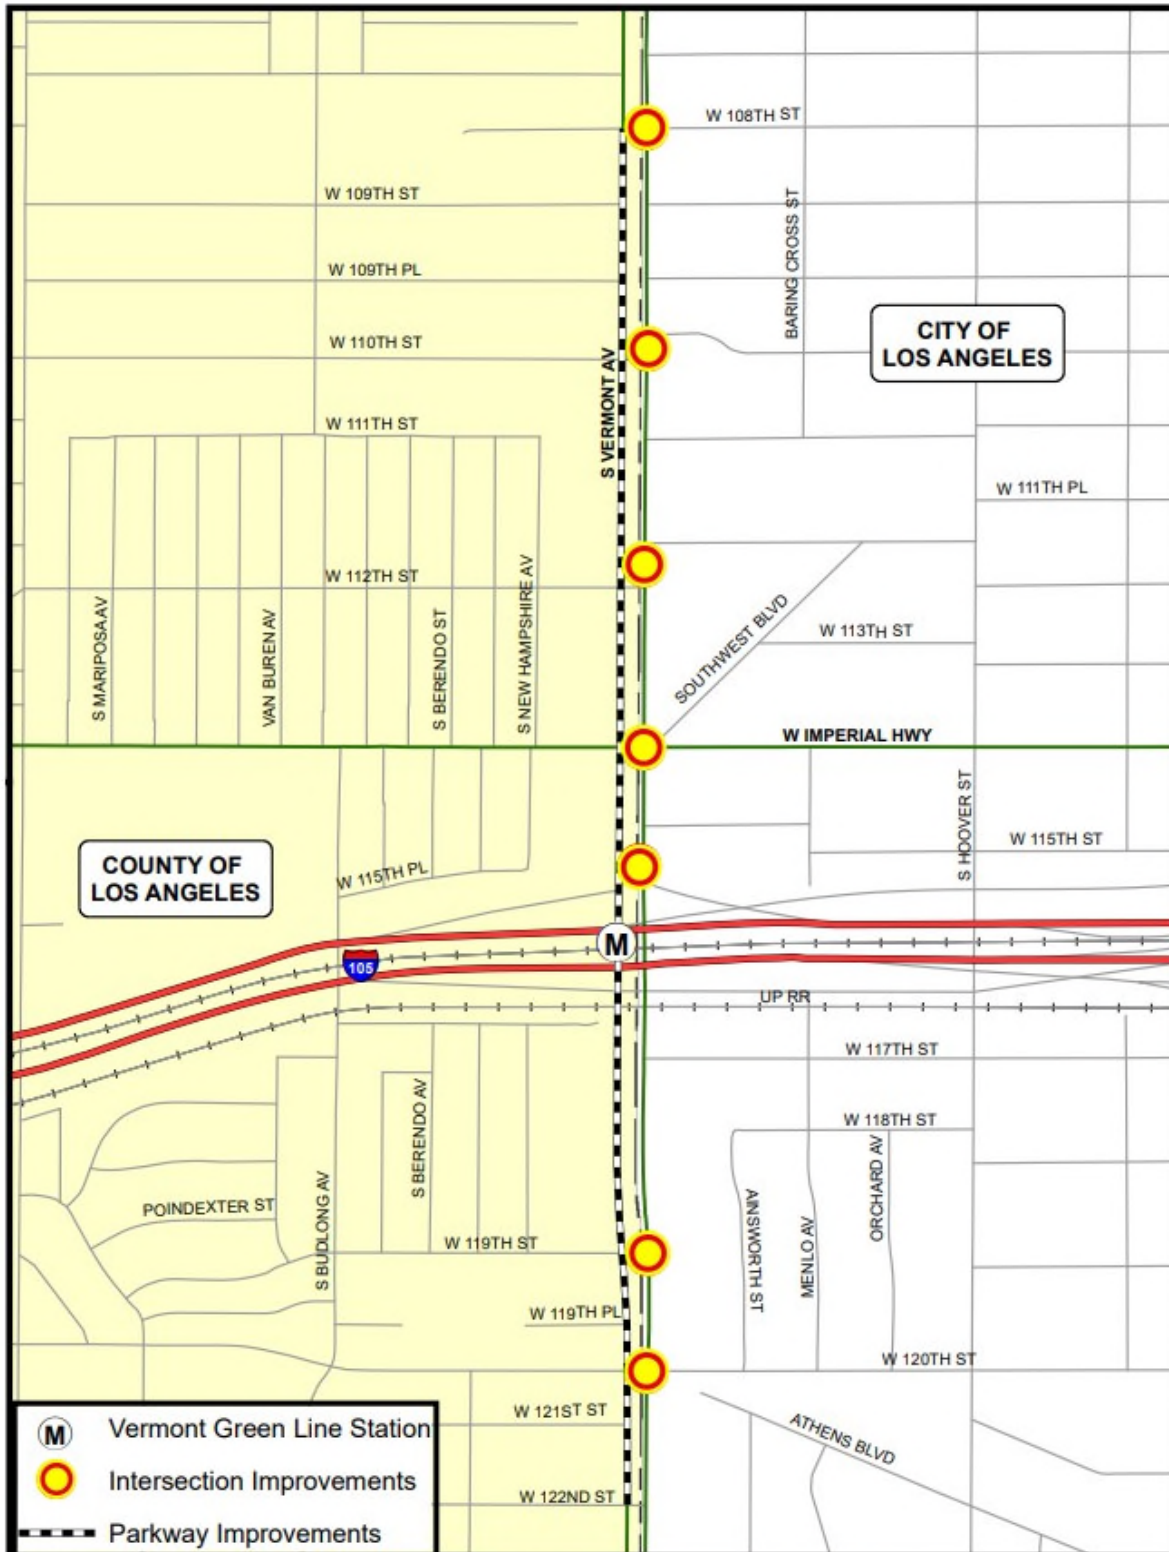 W 108TH ST
W 109TH ST
BARING CROSS ST
W 109TH PL
W 110TH ST
CITY OF
LOS ANGELES
S VERMONT AV
W 111TH ST
W 111TH PL
W 112TH ST
S MARIPOSA AV
VAN BUREN AV
S BERENDO ST
S NEW HAMPSHIRE AV
SOUTHWEST BLVD
W 113TH ST
W IMPERIAL HWY
S HOOVER ST
W 115TH ST
COUNTY OF
LOS ANGELES
W 115TH PL
M
105
UP RR
W 117TH ST
S BERENDO AV
W 118TH ST
ORCHARD AV
POINDEXTER ST
S BUDLONG AV
W 119TH ST
AINSWORTH ST
MENLO AV
W 119TH PL
W 120TH ST
W 121ST ST
ATHENS BLVD
W 122ND ST
M Vermont Green Line Station
Intersection Improvements
Parkway Improvements